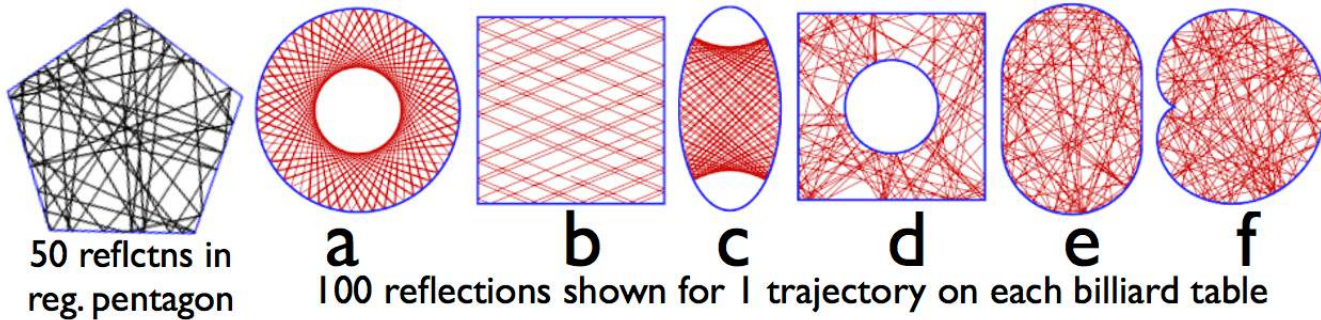 a b c d e f
50 reflctns in
reg. pentagon
100 reflections shown for 1 trajectory on each billiard table